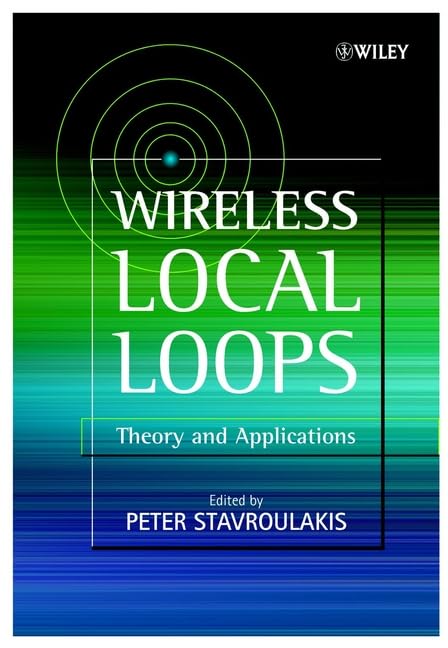 WILEY
WIRELESS
LOCAL
LOOPS
Theory and Applications
Edited by
PETER STAVROULAKIS